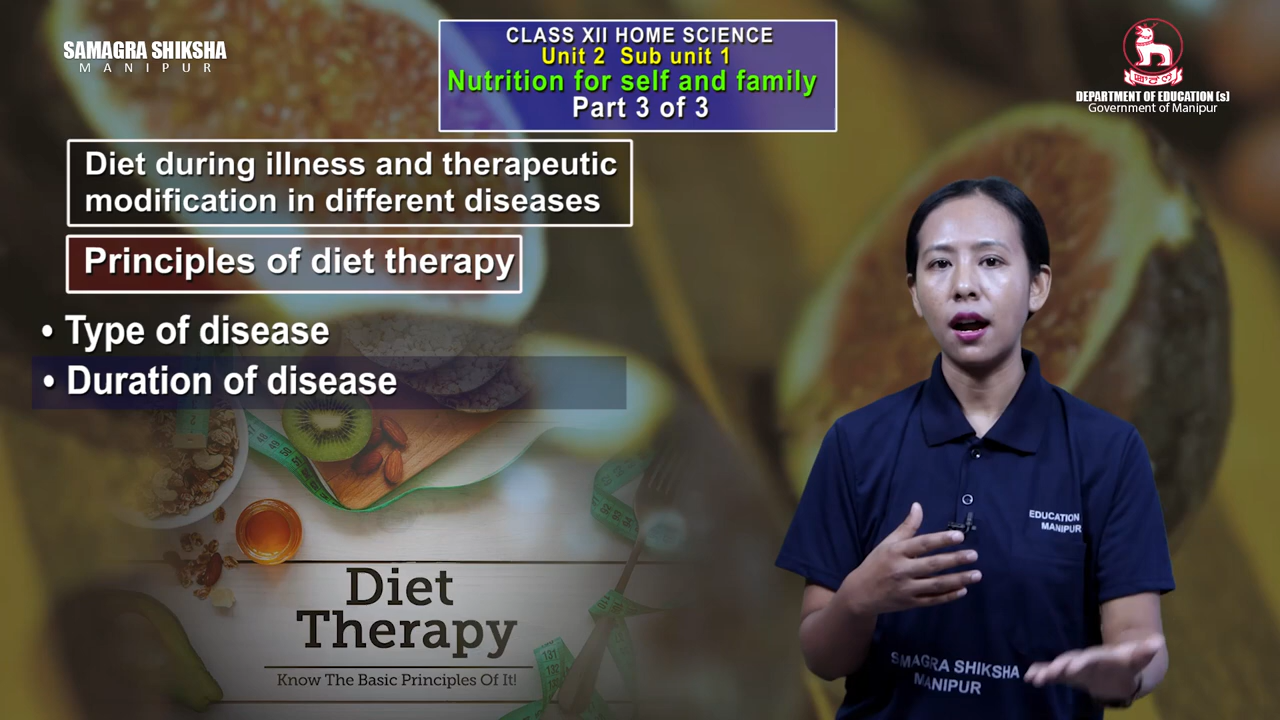 SAMAGRA SHIKSHA
MANIPUR
CLASS XII HOME SCIENCE
Unit 2 Sub unit 1
Nutrition for self and family
Part 3 of 3
DEPARTMENT OF EDUCATION (s)
Government of Manipur
Diet during illness and therapeutic
modification in different diseases
Principles of diet therapy
• Type of disease
• Duration of disease
Diet
Therapy
Know The Basic Principles Of It!
EDUCATION
MANIPUR
SMAGRA SHIKSHA
MANIPUR
131
132